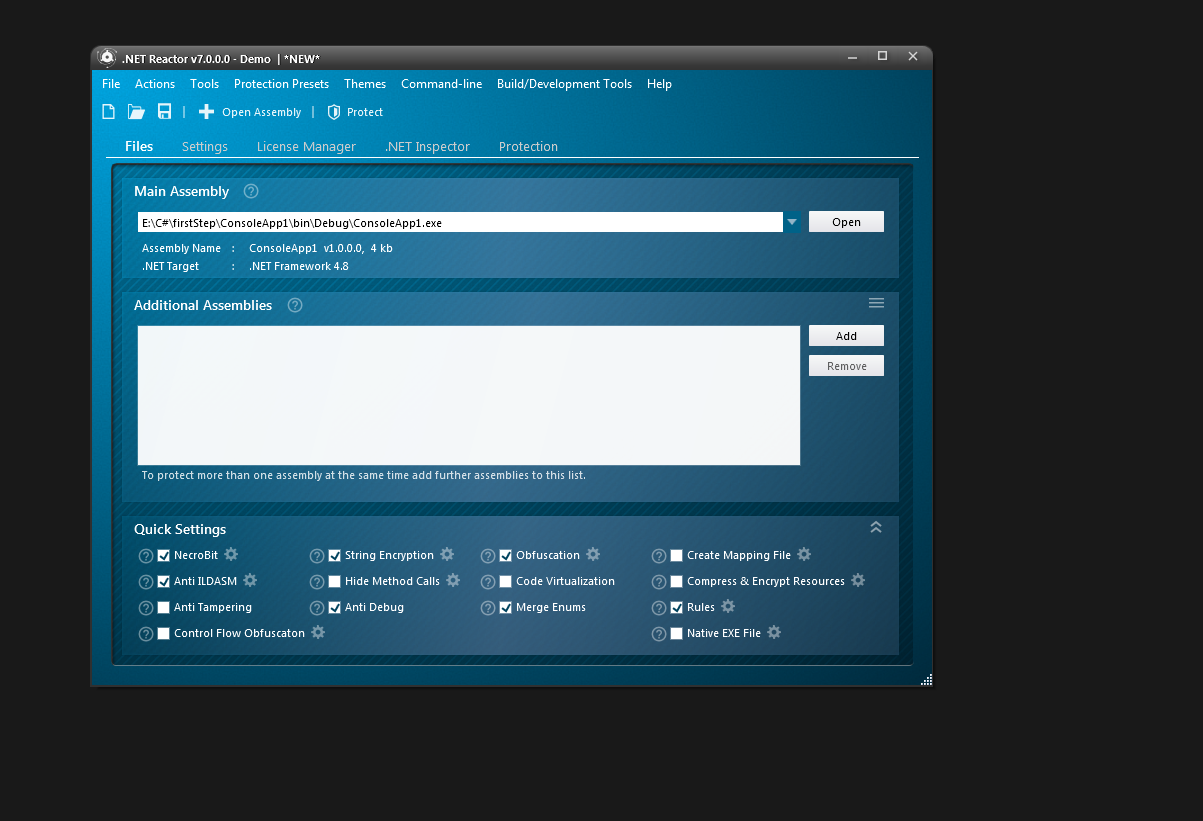 .NET Reactor v7.0.0.0 - Demo | *NEW*
File Actions Tools Protection Presets Themes Command-line Build/Development Tools Help
Open Assembly | Protect
Files Settings License Manager .NET Inspector Protection
Main Assembly ?
E:\C#\firstStep\ConsoleApp1\bin\Debug\ConsoleApp1.exe Open
Assembly Name : ConsoleApp1 v1.0.0.0, 4 kb
.NET Target : .NET Framework 4.8
Additional Assemblies ?
Add
Remove
To protect more than one assembly at the same time add further assemblies to this list.
Quick Settings
? NecroBit ? String Encryption ? Obfuscation ? Create Mapping File
? Anti ILDASM ? Hide Method Calls ? Code Virtualization ? Compress & Encrypt Resources
? Anti Tampering ? Anti Debug ? Merge Enums ? Rules
? Control Flow Obfuscaton ? Native EXE File